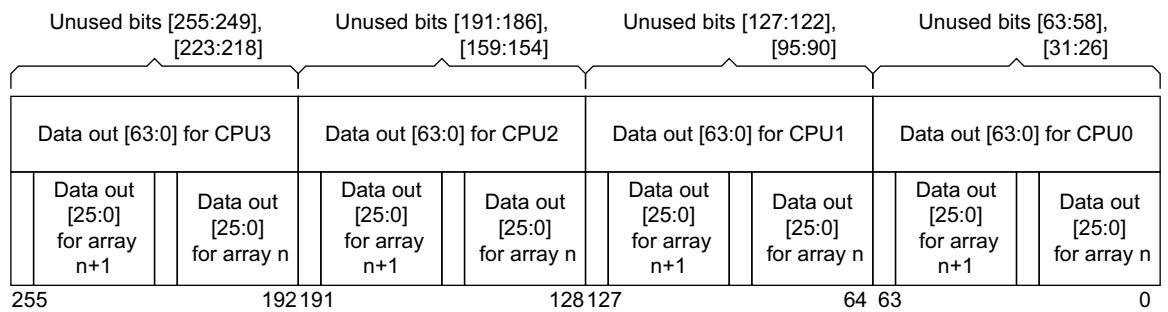 Unused bits [255:249],
[223:218]
Unused bits [191:186],
[159:154]
Unused bits [127:122],
[95:90]
Unused bits [63:58],
[31:26]
Data out [63:0] for CPU3
Data out [63:0] for CPU2
Data out [63:0] for CPU1
Data out [63:0] for CPU0
Data out
[25:0]
for array
n+1
Data out
[25:0]
for array n
Data out
[25:0]
for array
n+1
Data out
[25:0]
for array n
Data out
[25:0]
for array
n+1
Data out
[25:0]
for array n
Data out
[25:0]
for array
n+1
Data out
[25:0]
for array n
255 192 191 128 127 64 63 0